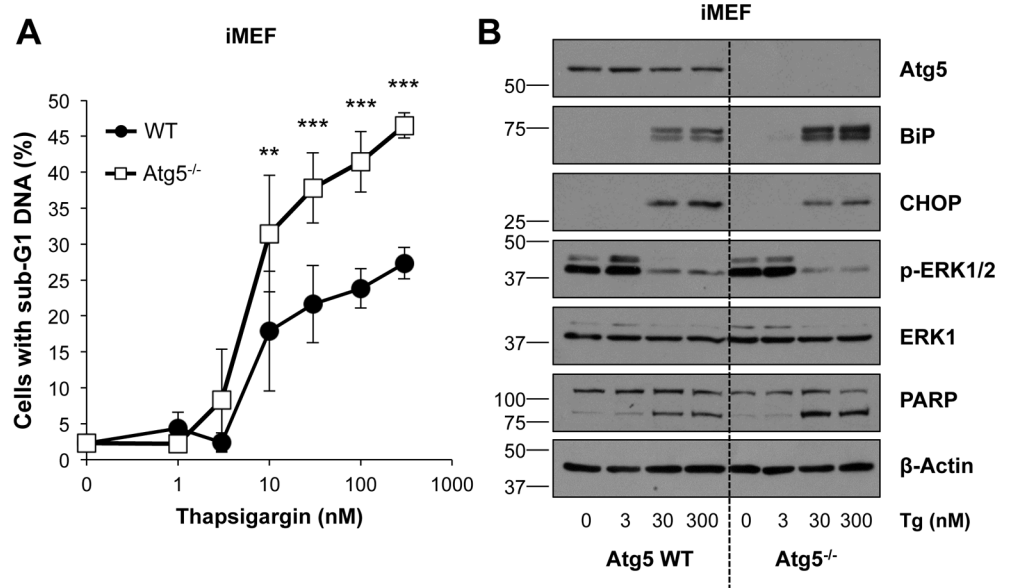 A
iMEF
Cells with sub-G1 DNA (%)
50
45
40
35
30
25
20
15
10
5
0
WT
Atg5-/-
**
***
***
***
0
1
10
100
1000
Thapsigargin (nM)
B
iMEF
50
Atg5
75
BiP
25
CHOP
50
37
p-ERK1/2
37
ERK1
100
75
PARP
50
37
β-Actin
0 3 30 300 0 3 30 300 Tg (nM)
Atg5 WT Atg5-/-